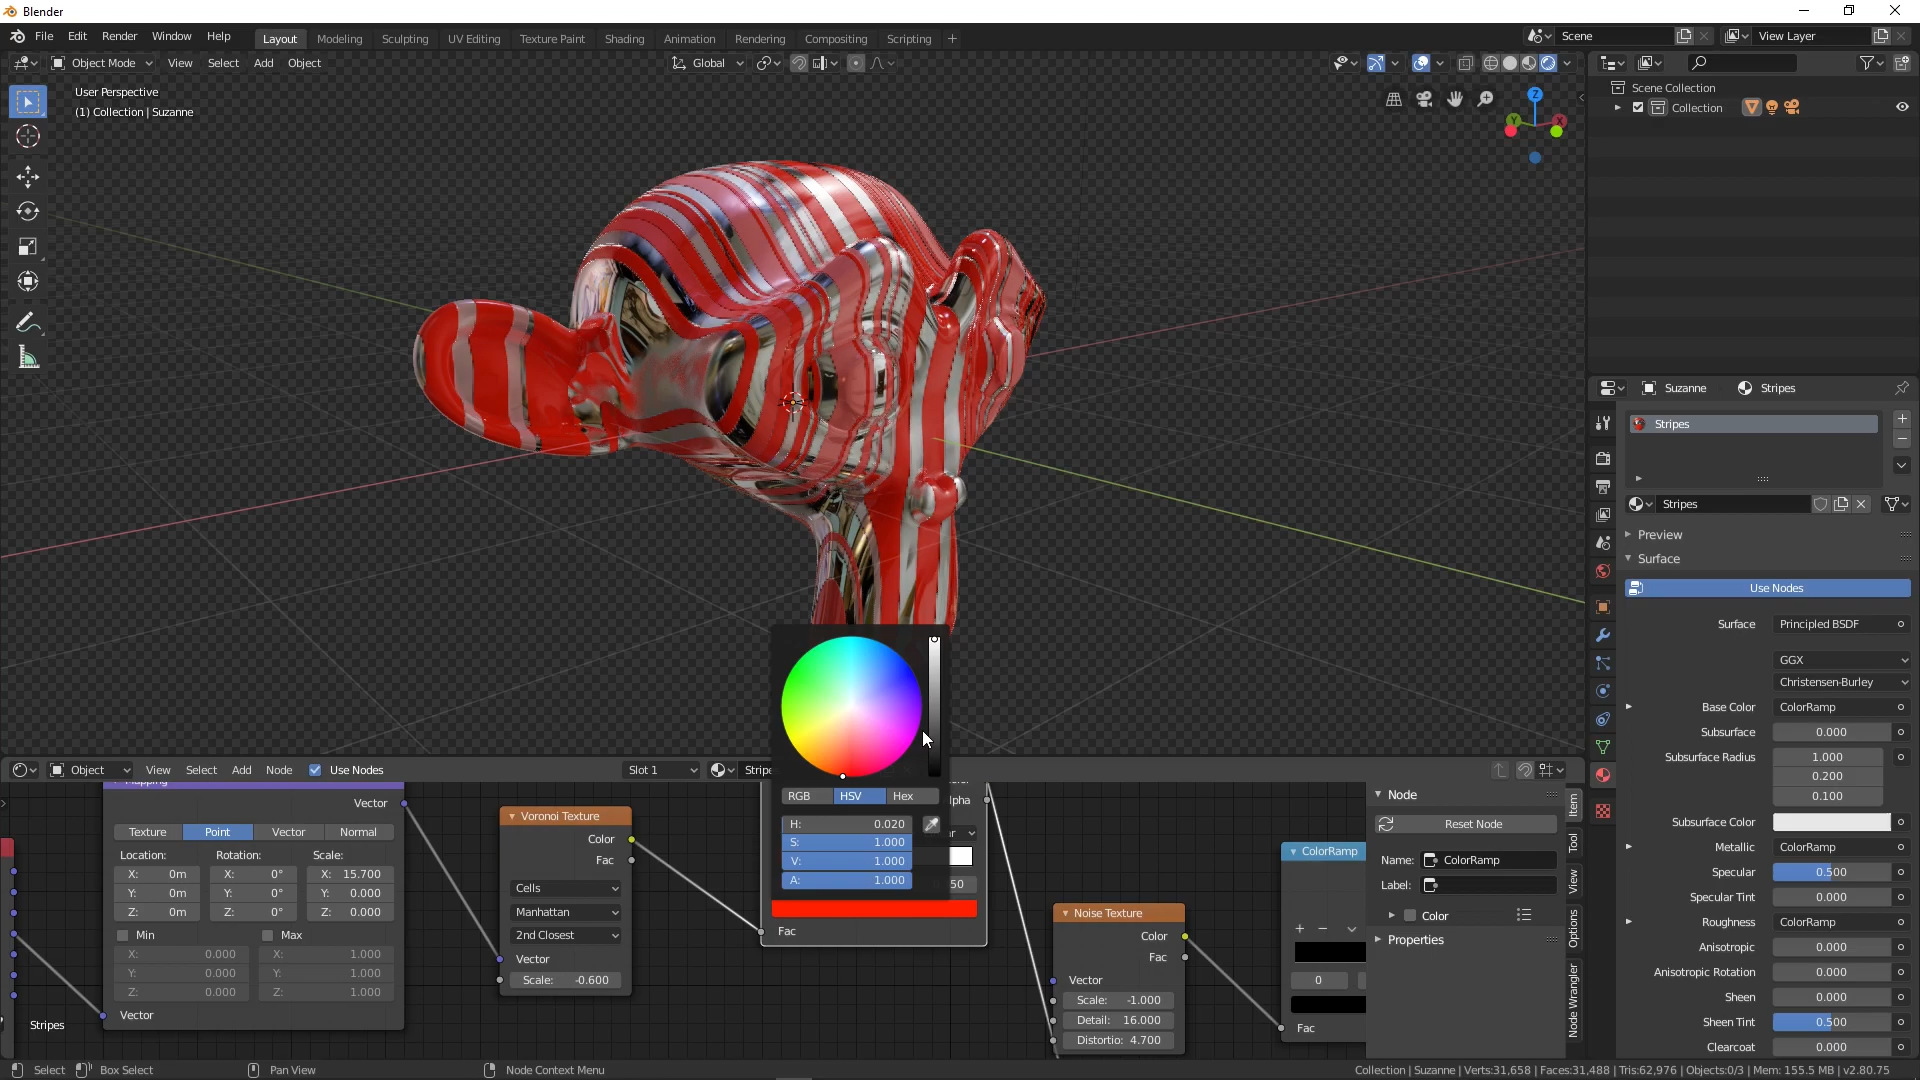 Blender
File Edit Render Window Help
Layout Modeling Sculpting UV Editing Texture Paint Shading Animation Rendering Compositing Scripting +
Scene
View Layer
Object Mode View Select Add Object
Global
User Perspective
(1) Collection | Suzanne
Z
Y
X
Scene Collection
Collection
Suzanne
Stripes
Stripes
Stripes
Preview
Surface
Use Nodes
Surface Principled BSDF
GGX
Christensen-Burley
Base Color ColorRamp
Subsurface 0.000
Subsurface Radius 1.000
0.200
0.100
Subsurface Color
Metallic ColorRamp
Specular 0.500
Specular Tint 0.000
Roughness ColorRamp
Anisotropic 0.000
Anisotropic Rotation 0.000
Sheen 0.000
Sheen Tint 0.500
Clearcoat 0.000
Object View Select Add Node Use Nodes
Slot 1
Stripe
Mapping
Vector
Texture Point Vector Normal
Location: Rotation: Scale:
X: 0m X: 0° X: 15.700
Y: 0m Y: 0° Y: 0.000
Z: 0m Z: 0° Z: 0.000
Min Max
X: 0.000 X: 1.000
Y: 0.000 Y: 1.000
Z: 0.000 Z: 1.000
Vector
Stripes
Voronoi Texture
Color
Fac
Cells
Manhattan
2nd Closest
Vector
Scale: -0.600
RGB HSV Hex
H: 0.020
S: 1.000
V: 1.000
A: 1.000
lpha
ar
50
Fac
Noise Texture
Color
Fac
Vector
Scale: -1.000
Detail: 16.000
Distortio: 4.700
ColorRamp
+ −
0
Fac
Node
Reset Node
Name: ColorRamp
Label:
Color
Properties
Item
Tool
View
Options
Node Wrangler
Select Box Select Pan View Node Context Menu
Collection | Suzanne | Verts:31,658 | Faces:31,488 | Tris:62,976 | Objects:0/3 | Mem: 155.5 MB | v2.80.75